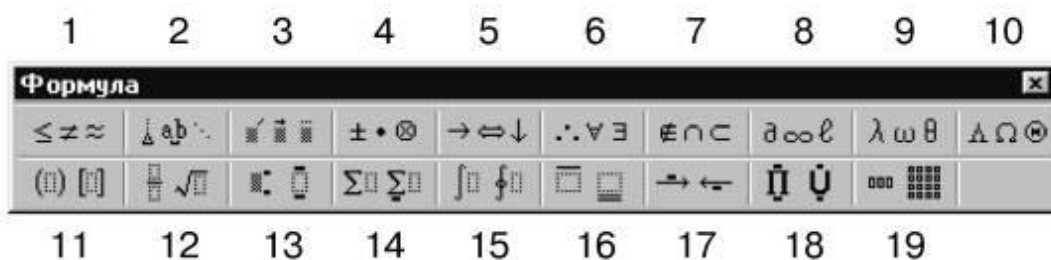 1 2 3 4 5 6 7 8 9 10
Формула
≤ ≠ ≈ ab ± • ⊗ → ⇔ ↓ ∴ ∀ ∃ ∉ ∩ ⊂ ∂ ∞ ℓ λ ω θ Λ Ω Θ
() [] √ Σ Σ ∫ ∮ → ← Π U
11 12 13 14 15 16 17 18 19